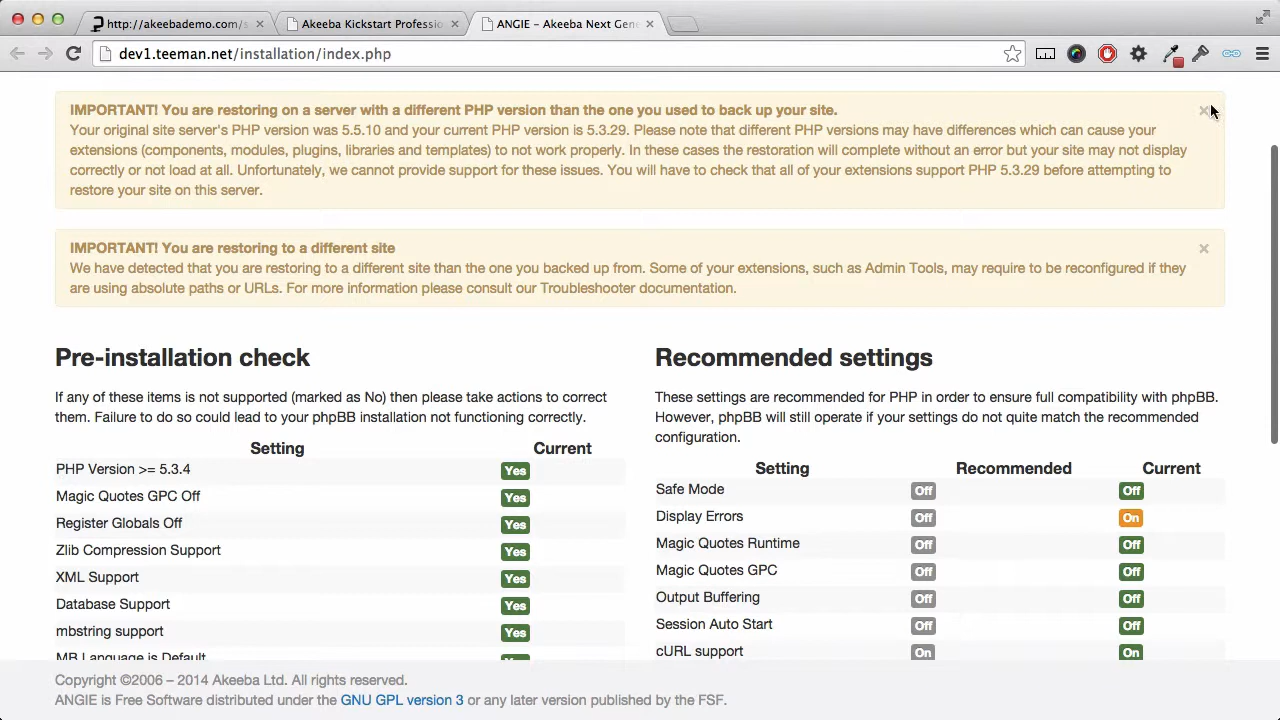 http://akeebademo.com/s
Akeeba Kickstart Professio
ANGIE – Akeeba Next Gene
dev1.teeman.net/installation/index.php
IMPORTANT! You are restoring on a server with a different PHP version than the one you used to back up your site.
Your original site server's PHP version was 5.5.10 and your current PHP version is 5.3.29. Please note that different PHP versions may have differences which can cause your
extensions (components, modules, plugins, libraries and templates) to not work properly. In these cases the restoration will complete without an error but your site may not display
correctly or not load at all. Unfortunately, we cannot provide support for these issues. You will have to check that all of your extensions support PHP 5.3.29 before attempting to
restore your site on this server.
IMPORTANT! You are restoring to a different site
We have detected that you are restoring to a different site than the one you backed up from. Some of your extensions, such as Admin Tools, may require to be reconfigured if they
are using absolute paths or URLs. For more information please consult our Troubleshooter documentation.
Pre-installation check
If any of these items is not supported (marked as No) then please take actions to correct
them. Failure to do so could lead to your phpBB installation not functioning correctly.
Setting Current
PHP Version >= 5.3.4 Yes
Magic Quotes GPC Off Yes
Register Globals Off Yes
Zlib Compression Support Yes
XML Support Yes
Database Support Yes
mbstring support Yes
MB Language is Default Yes
Recommended settings
These settings are recommended for PHP in order to ensure full compatibility with phpBB.
However, phpBB will still operate if your settings do not quite match the recommended
configuration.
Setting Recommended Current
Safe Mode Off Off
Display Errors Off On
Magic Quotes Runtime Off Off
Magic Quotes GPC Off Off
Output Buffering Off Off
Session Auto Start Off Off
cURL support On On
Copyright ©2006 – 2014 Akeeba Ltd. All rights reserved.
ANGIE is Free Software distributed under the GNU GPL version 3 or any later version published by the FSF.